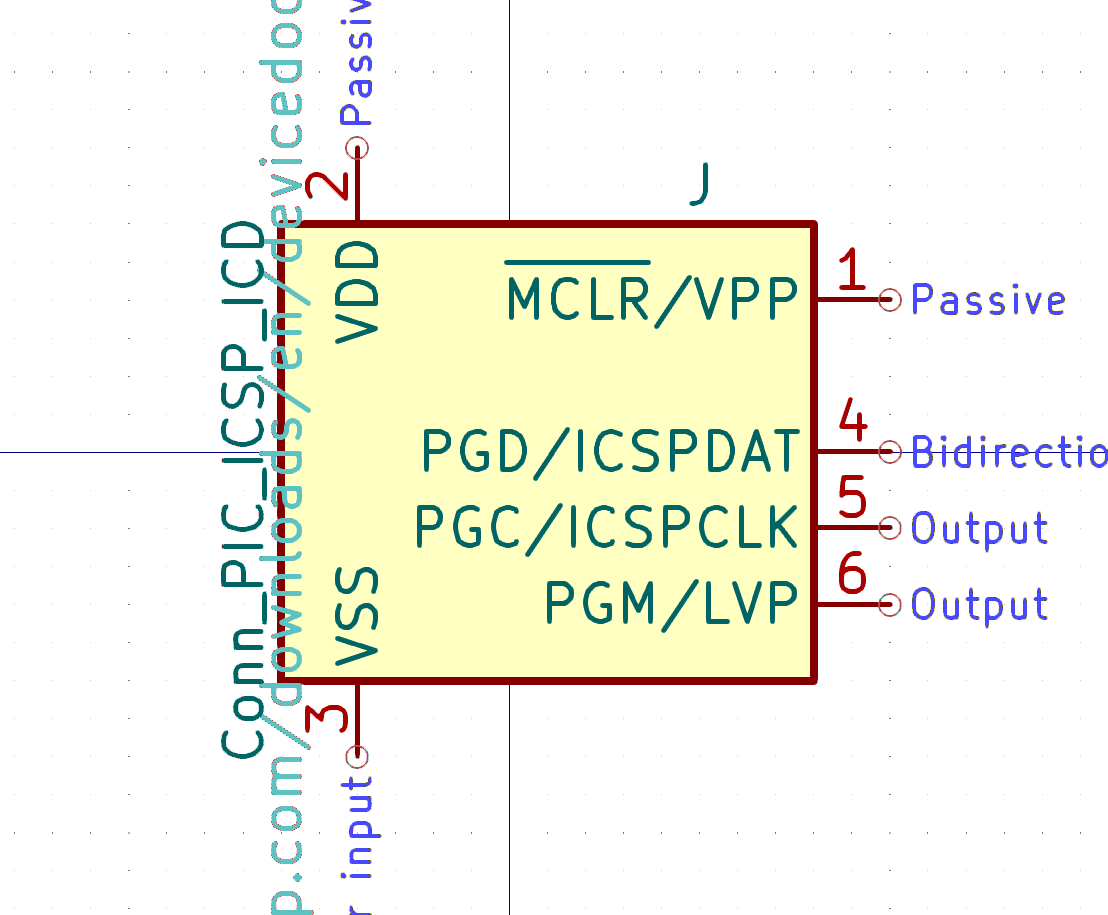 J
Conn_PIC_ICSP_ICD
p.com/downloads/en/devicedoc
Passiv
2
VDD
MCLR/VPP
1
Passive
PGD/ICSPDAT
4
Bidirectio
PGC/ICSPCLK
5
Output
PGM/LVP
6
Output
VSS
3
r input